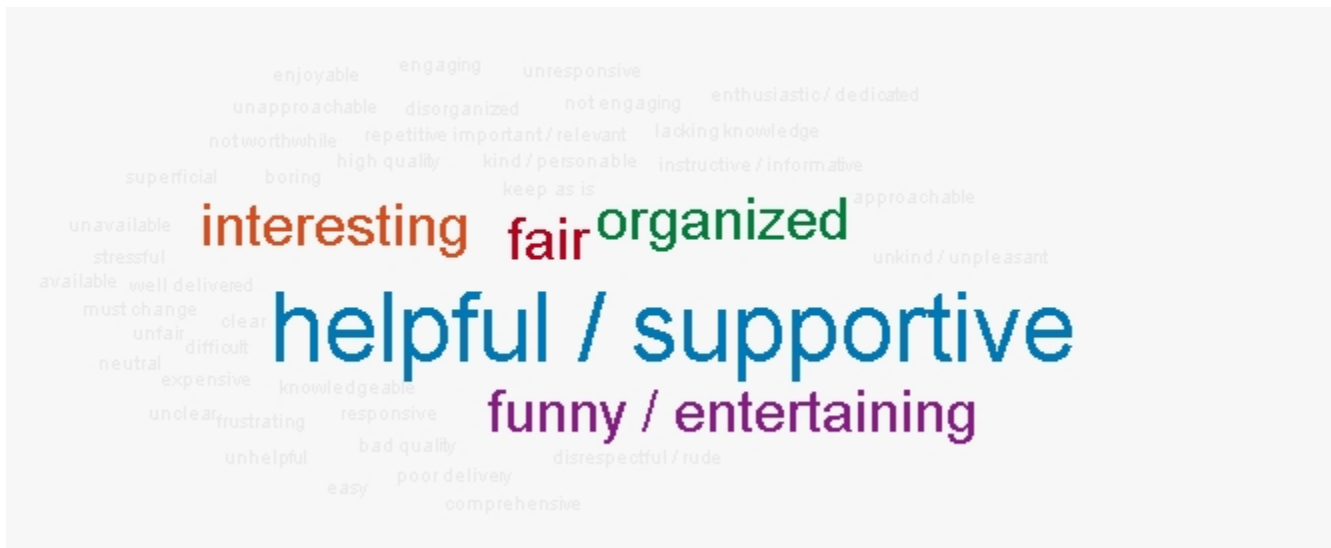 engaging
enjoyable unresponsive
enthusiastic / dedicated
unapproachable disorganized not engaging
not worthwhile repetitive important / relevant lacking knowledge
high quality kind / personable instructive / informative
superficial boring keep as is
approachable
unavailable interesting fair organized
stressful unkind / unpleasant
available well delivered
must change clear helpful / supportive
unfair
difficult
neutral
expensive knowledgeable
unclear frustrating responsive funny / entertaining
bad quality
unhelpful disrespectful / rude
poor delivery
easy
comprehensive